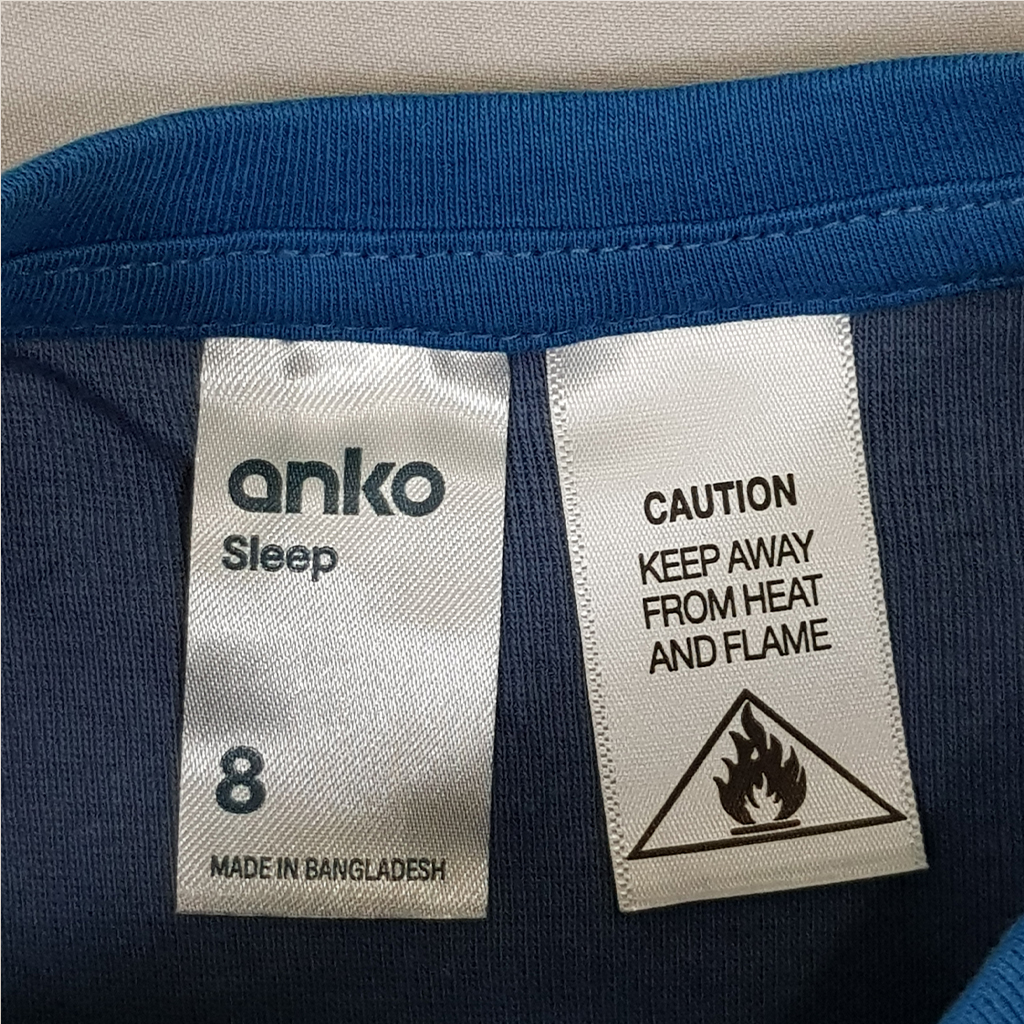 anko
Sleep
8
MADE IN BANGLADESH
CAUTION
KEEP AWAY
FROM HEAT
AND FLAME